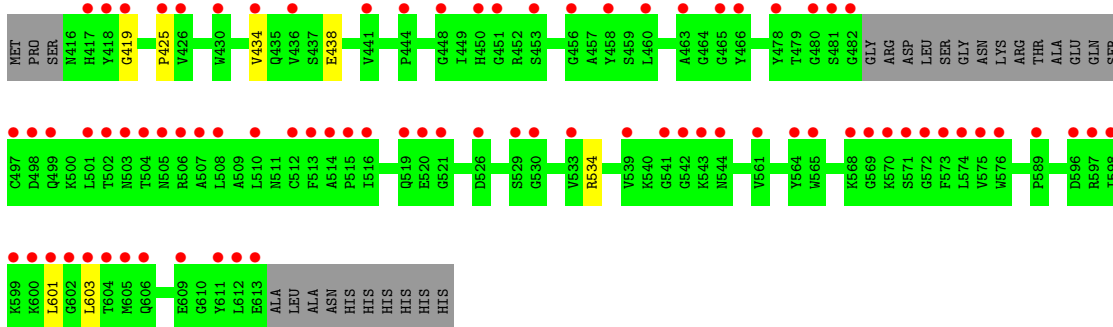 MET PRO SER N416 H417 Y418 G419 P425 V426 W430 V434 Q435 V436 S437 E438 V441 P444 G448 I449 H450 G451 R452 S453 G456 A457 Y458 S459 L460 A463 G464 G465 Y466 Y478 T479 G480 S481 G482 GLY ARG ASP LEU SER GLY ASN LYS ARG THR ALA GLU GLN SER
C497 D498 Q499 K500 L501 T502 N503 T504 N505 R506 A507 L508 A509 L510 N511 C512 F513 A514 P515 I516 Q519 E520 G521 D526 S529 G530 V533 R534 V539 K540 G541 G542 K543 N544 V561 Y564 W565 K568 G569 K570 S571 G572 F573 L574 V575 W576 P589 D596 R597 I598
K599 K600 L601 G602 L603 T604 M605 Q606 E609 G610 Y611 L612 E613 ALA LEU ALA ASN HIS HIS HIS HIS HIS HIS